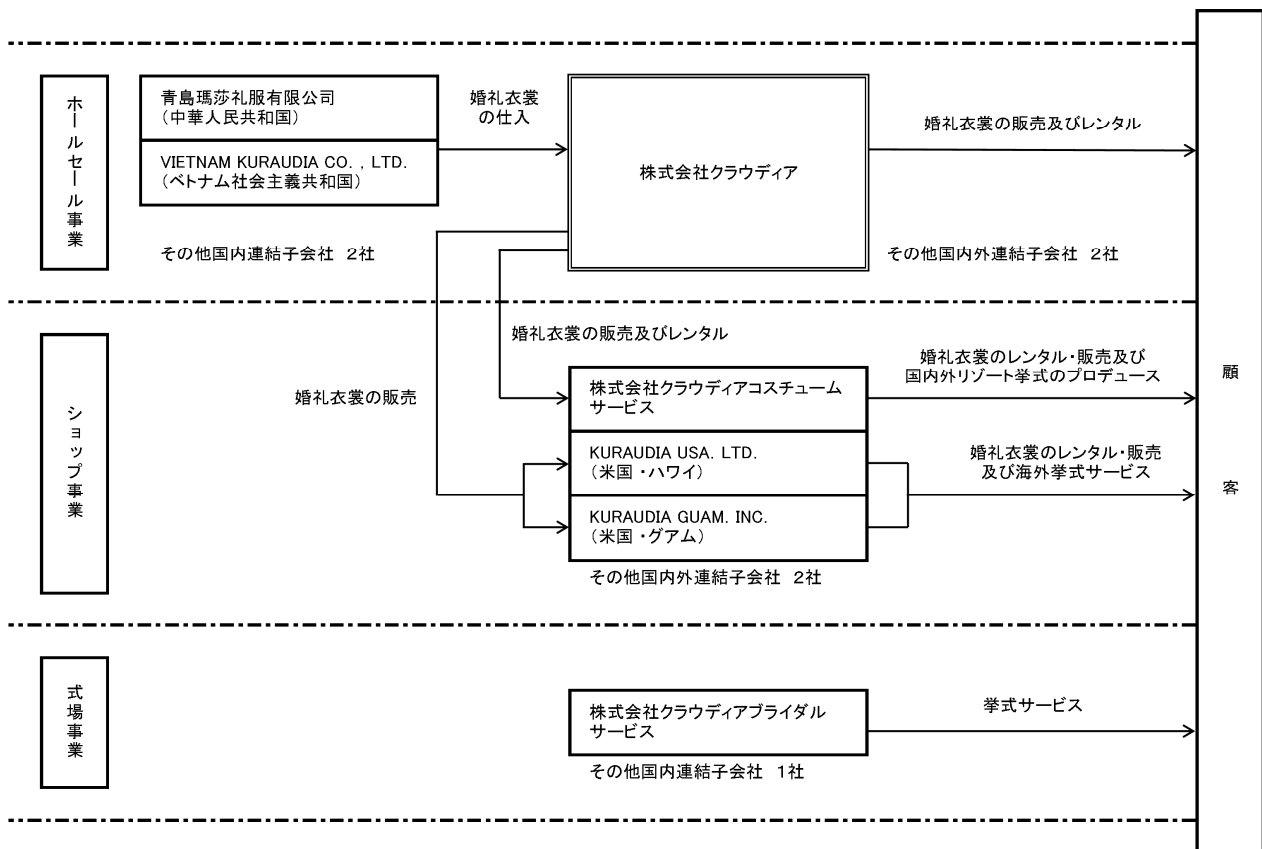 ホールセール事業
青島瑪莎礼服有限公司
（中華人民共和国）
VIETNAM KURAUDIA CO. , LTD.
（ベトナム社会主義共和国）
その他国内連結子会社 2社
婚礼衣裳
の仕入
株式会社クラウディア
婚礼衣裳の販売及びレンタル
その他国内外連結子会社 2社
ショップ事業
婚礼衣裳の販売
婚礼衣裳の販売及びレンタル
株式会社クラウディアコスチューム
サービス
KURAUDIA USA. LTD.
（米国・ハワイ）
KURAUDIA GUAM. INC.
（米国・グアム）
その他国内外連結子会社 2社
婚礼衣裳のレンタル・販売及び
国内外リゾート挙式のプロデュース
婚礼衣裳のレンタル・販売
及び海外挙式サービス
式場事業
株式会社クラウディアブライダル
サービス
その他国内連結子会社 1社
挙式サービス
顧客